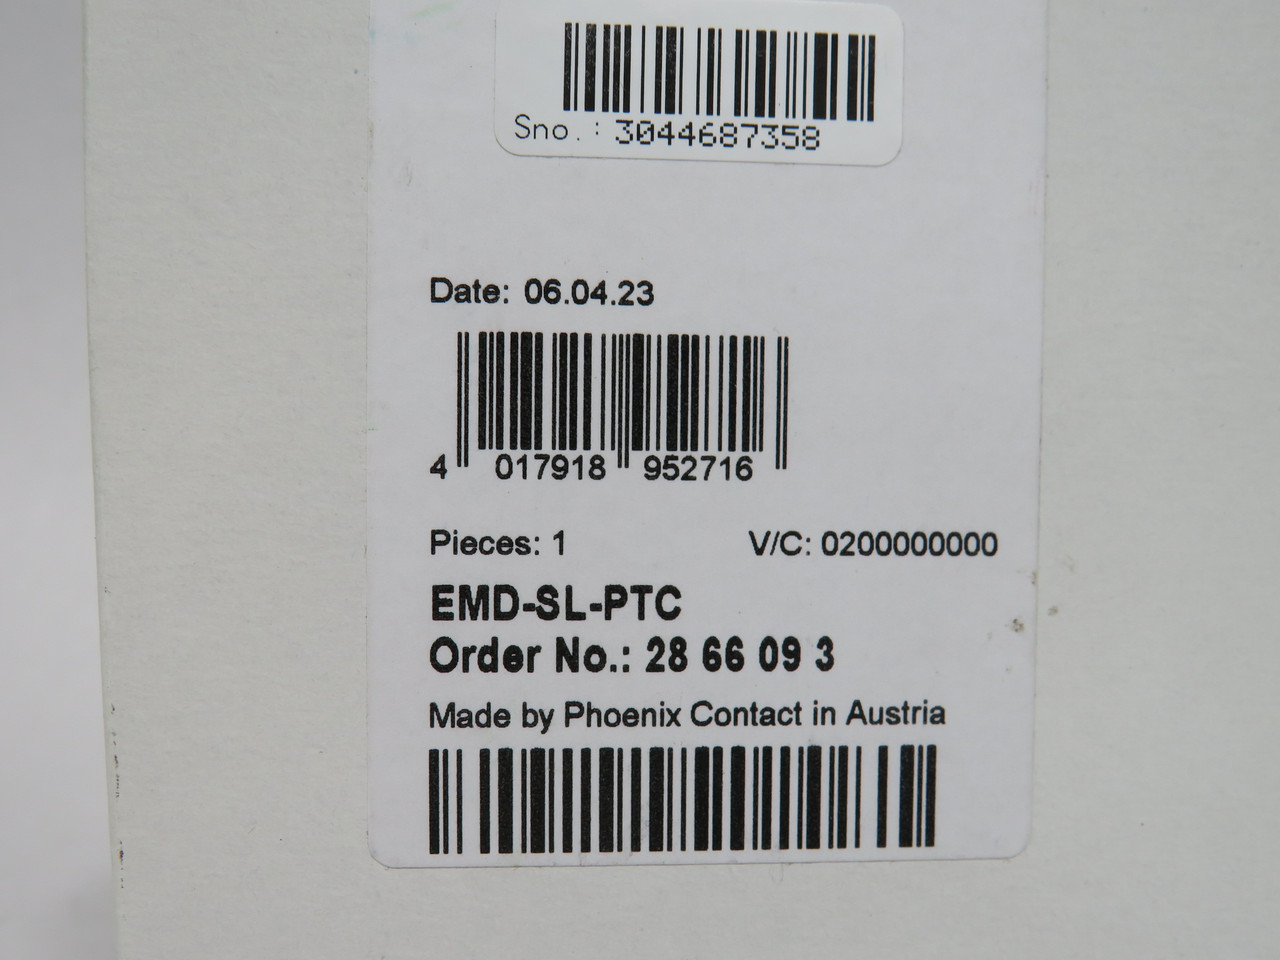 Sno.: 3044687358
Date: 06.04.23
4 017918 952716
Pieces: 1 V/C: 0200000000
EMD-SL-PTC
Order No.: 28 66 09 3
Made by Phoenix Contact in Austria